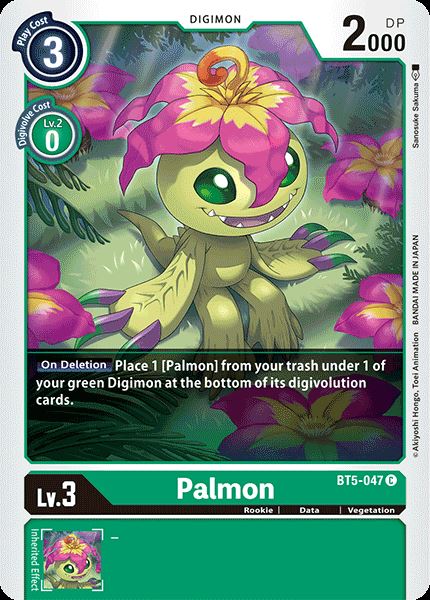 Play Cost
3
DIGIMON
DP
2000
Digivolve Cost
Lv.2
0
Sanosuke Sakuma
On Deletion Place 1 [Palmon] from your trash under 1 of
your green Digimon at the bottom of its digivolution
cards.
©Akiyoshi Hongo, Toei Animation BANDAI MADE IN JAPAN
Lv.3
Palmon
BT5-047 C
Rookie | Data | Vegetation
Inherited Effect
–